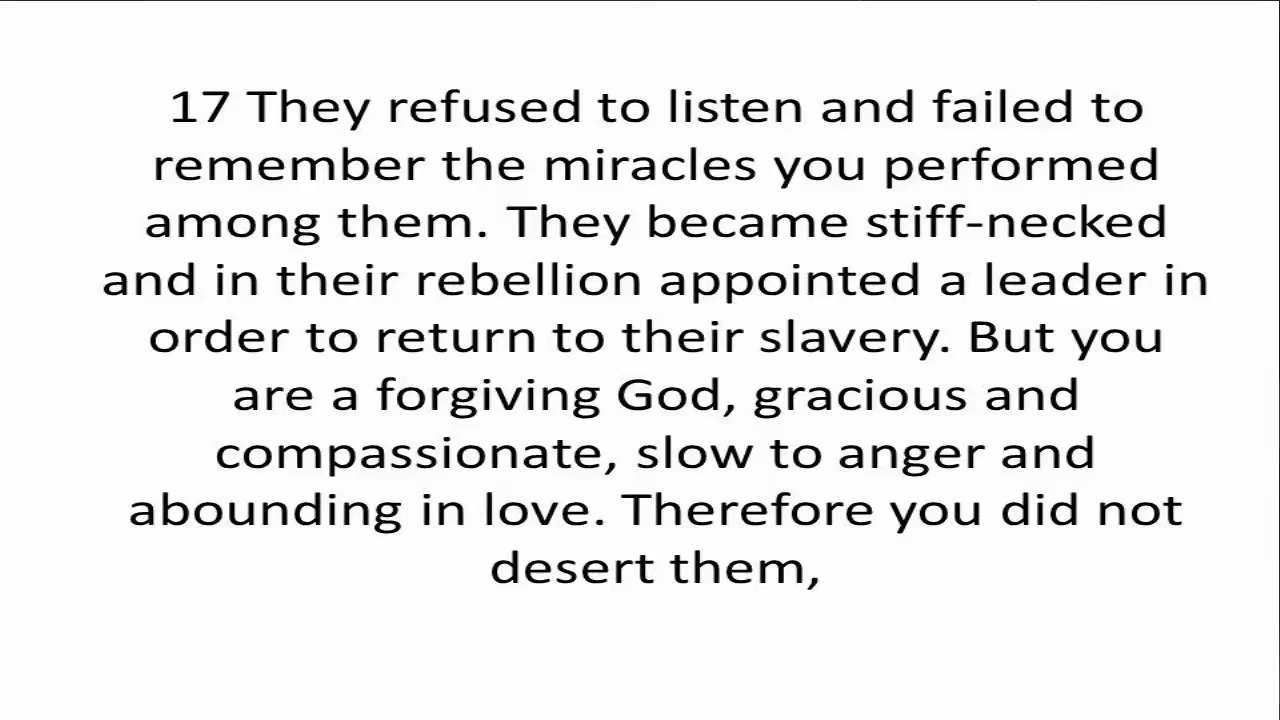 17 They refused to listen and failed to
remember the miracles you performed
among them. They became stiff-necked
and in their rebellion appointed a leader in
order to return to their slavery. But you
are a forgiving God, gracious and
compassionate, slow to anger and
abounding in love. Therefore you did not
desert them,